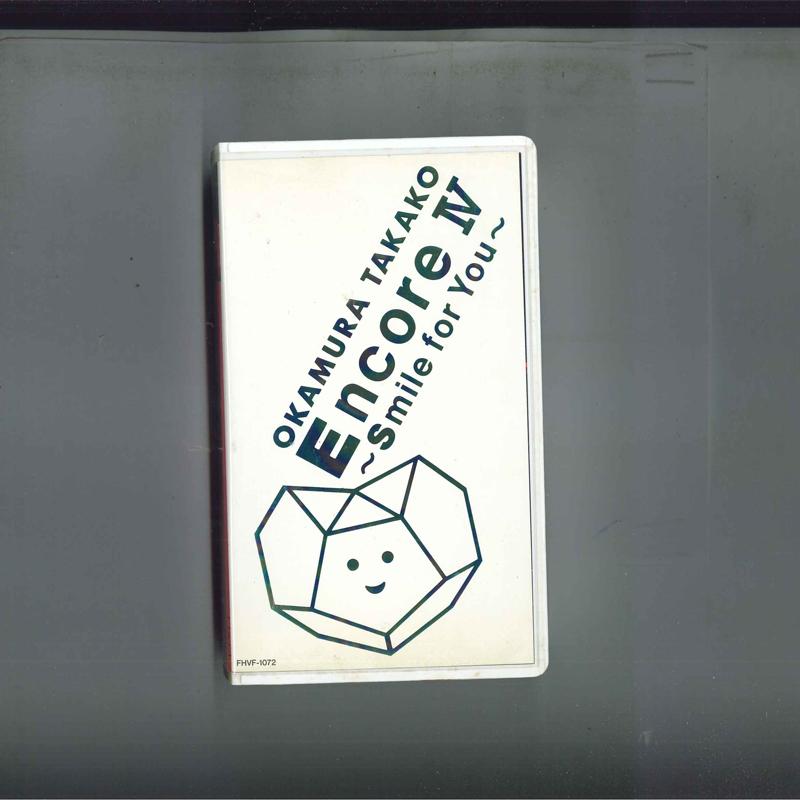 OKAMURA TAKAKO
Encore IV
~Smile for You~
FHVF-1072